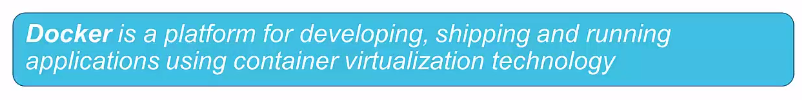 Docker is a platform for developing, shipping and running
applications using container virtualization technology